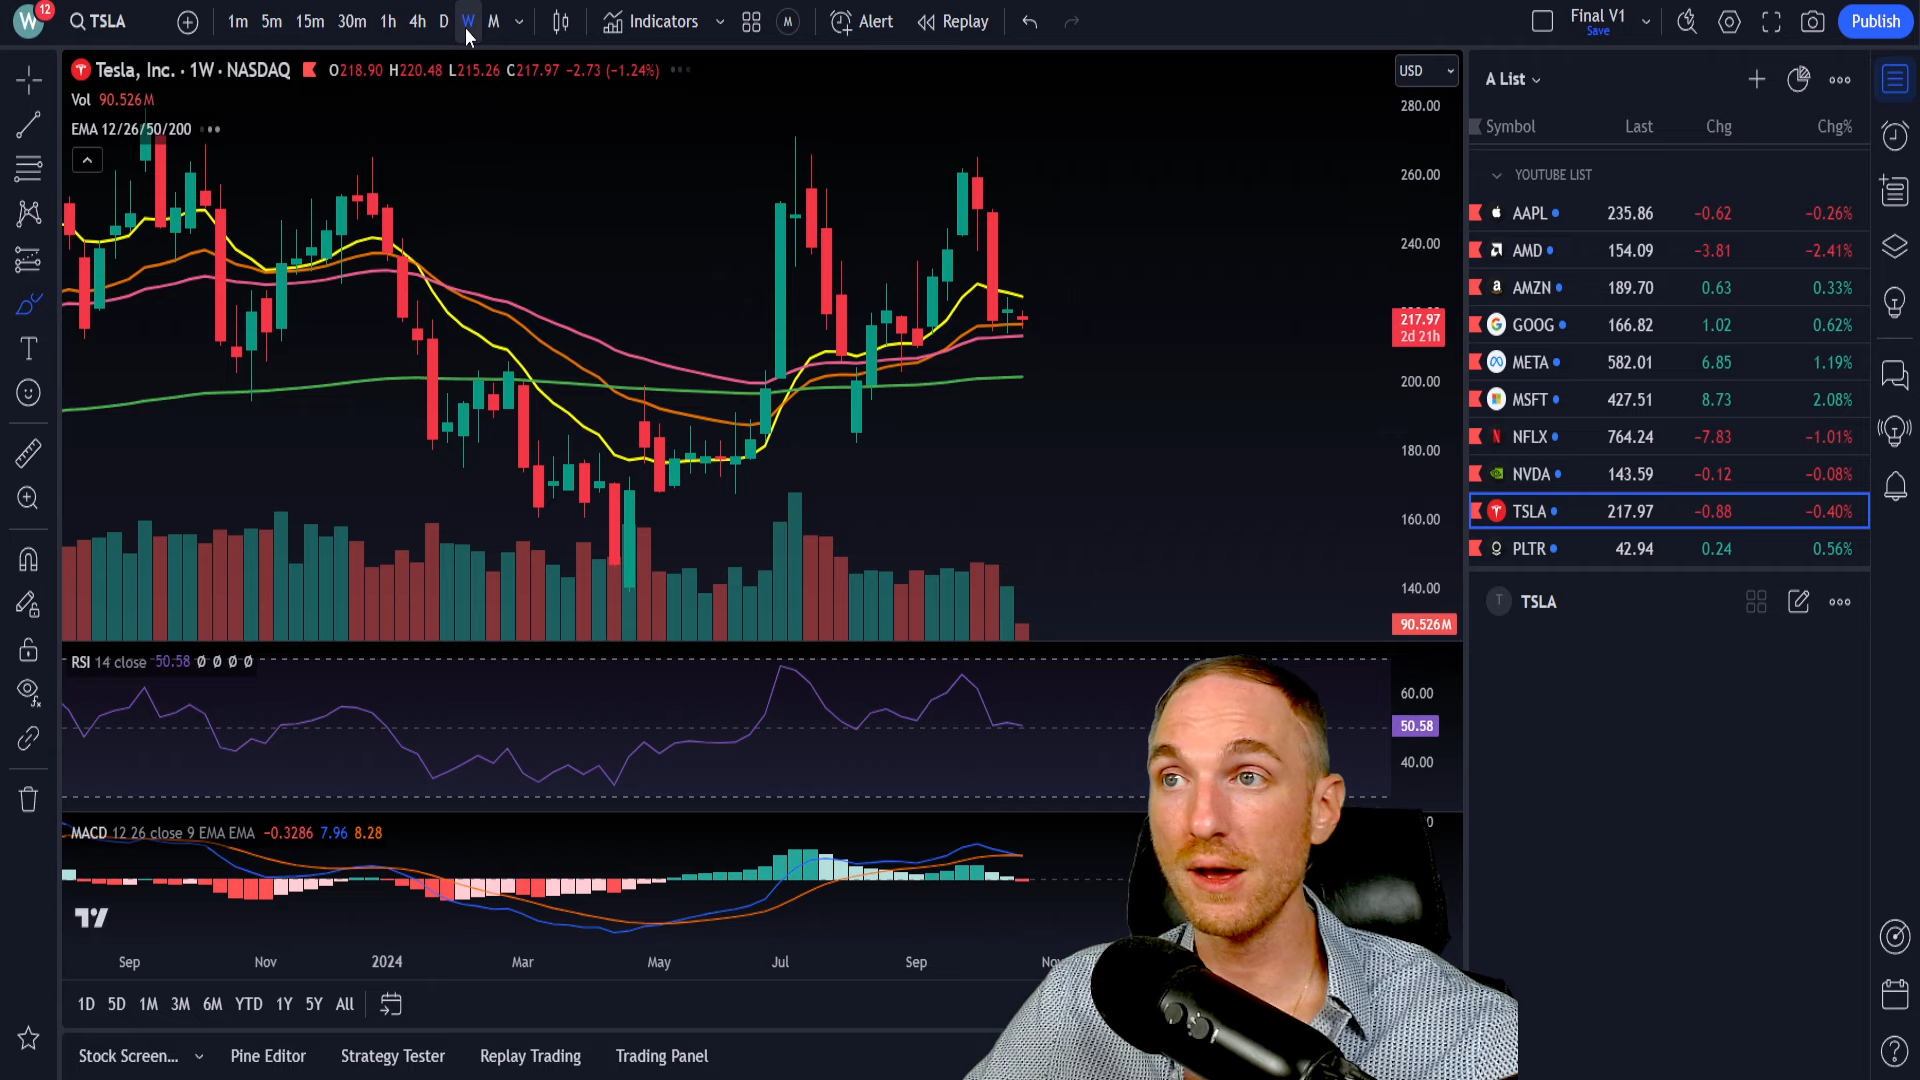 W 12 TSLA 1m 5m 15m 30m 1h 4h D W M Indicators M Alert Replay Final V1 Save Publish
Tesla, Inc. · 1W · NASDAQ O218.90 H220.48 L215.26 C217.97 −2.73 (−1.24%)
Vol 90.526M
EMA 12/26/50/200
USD
280.00
260.00
240.00
217.97
2d 21h
200.00
180.00
160.00
140.00
90.526M
RSI 14 close 50.58 Ø Ø Ø Ø
60.00
50.58
40.00
MACD 12 26 close 9 EMA EMA −0.3286 7.96 8.28
Sep Nov 2024 Mar May Jul Sep
1D 5D 1M 3M 6M YTD 1Y 5Y All
Stock Screen... Pine Editor Strategy Tester Replay Trading Trading Panel
A List
Symbol Last Chg Chg%
YOUTUBE LIST
AAPL 235.86 −0.62 −0.26%
AMD 154.09 −3.81 −2.41%
AMZN 189.70 0.63 0.33%
GOOG 166.82 1.02 0.62%
META 582.01 6.85 1.19%
MSFT 427.51 8.73 2.08%
NFLX 764.24 −7.83 −1.01%
NVDA 143.59 −0.12 −0.08%
TSLA 217.97 −0.88 −0.40%
PLTR 42.94 0.24 0.56%
T TSLA